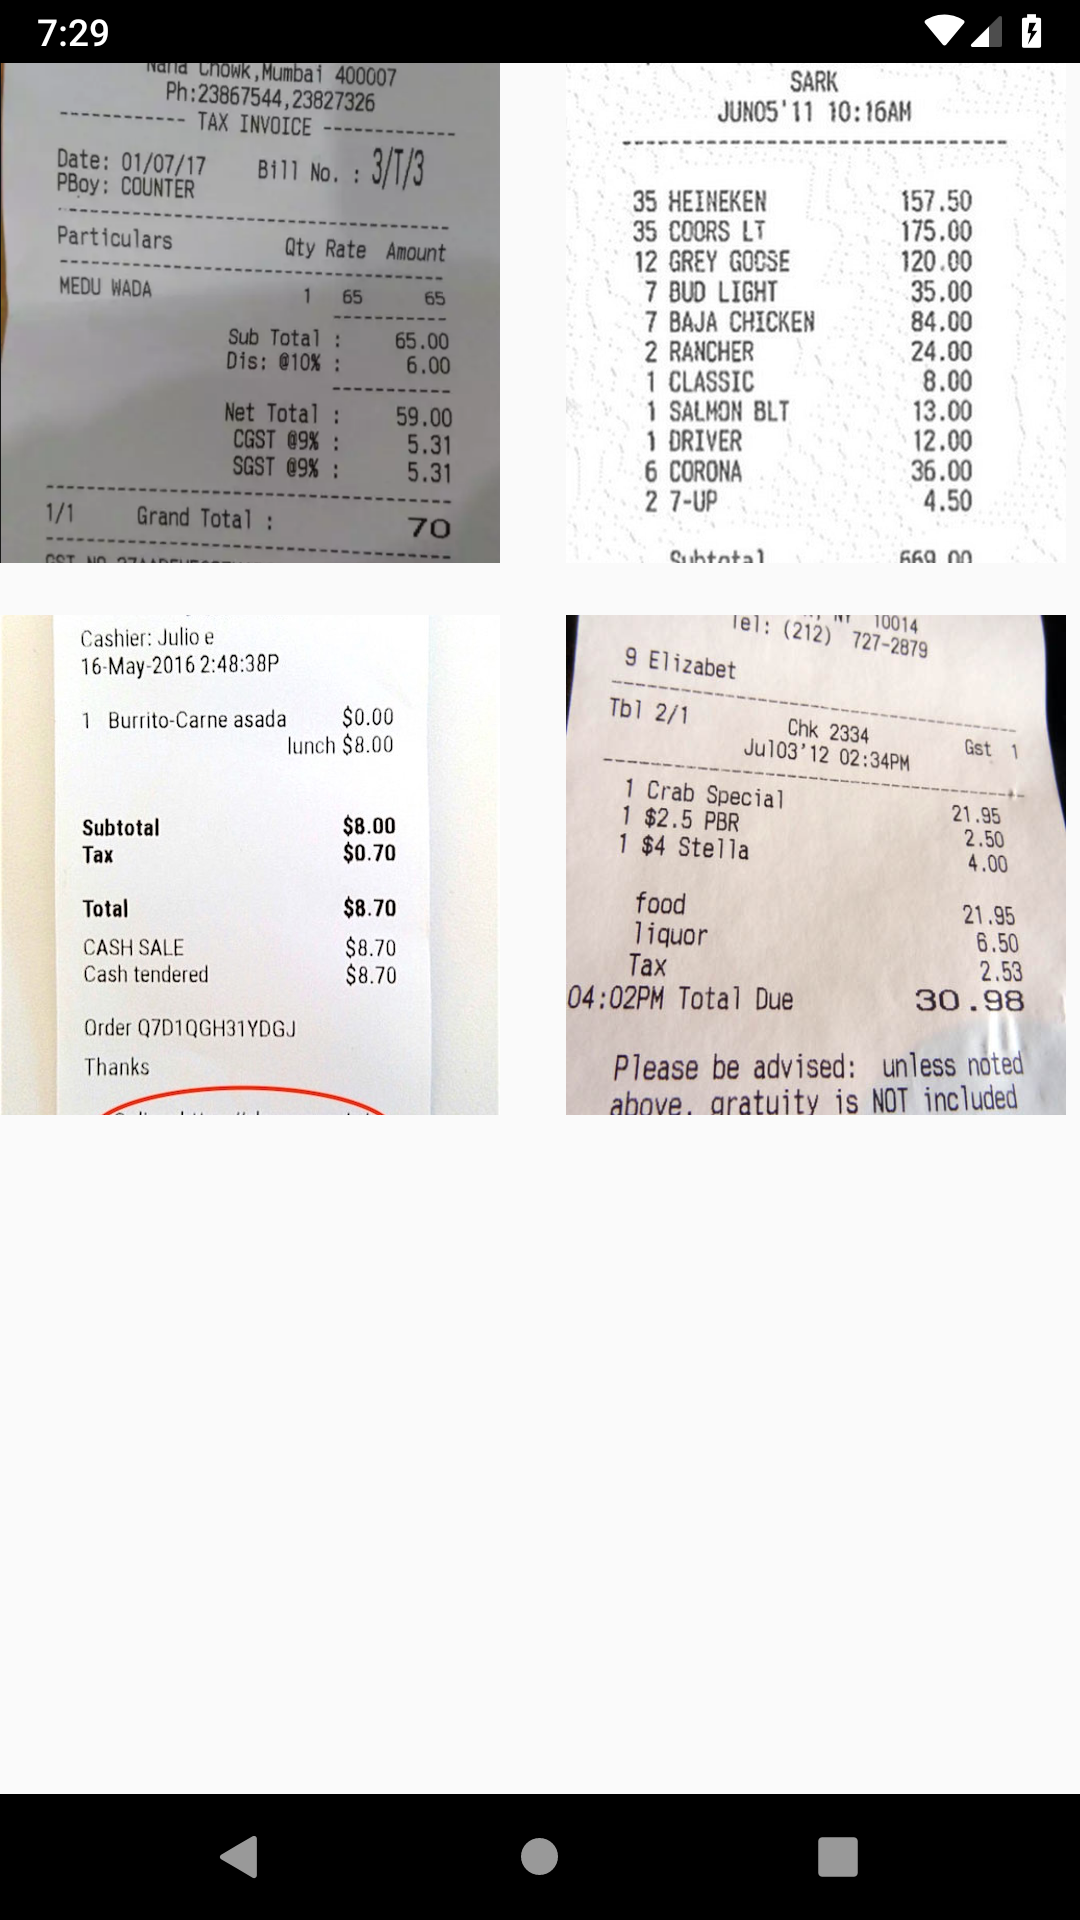 7:29
Nana Chowk,Mumbai 400007
Ph:23867544,23827326
----------- TAX INVOICE ------------
Date: 01/07/17 Bill No. : 3/T/3
PBoy: COUNTER
Particulars Qty Rate Amount
MEDU WADA 1 65 65
Sub Total : 65.00
Dis: @10% : 6.00
Net Total : 59.00
CGST @9% : 5.31
SGST @9% : 5.31
1/1 Grand Total : 70
SARK
JUN05'11 10:16AM
35 HEINEKEN 157.50
35 COORS LT 175.00
12 GREY GOOSE 120.00
7 BUD LIGHT 35.00
7 BAJA CHICKEN 84.00
2 RANCHER 24.00
1 CLASSIC 8.00
1 SALMON BLT 13.00
1 DRIVER 12.00
6 CORONA 36.00
2 7-UP 4.50
Subtotal 669.00
Cashier: Julio e
16-May-2016 2:48:38P
1 Burrito-Carne asada $0.00
lunch $8.00
Subtotal $8.00
Tax $0.70
Total $8.70
CASH SALE $8.70
Cash tendered $8.70
Order Q7D1QGH31YDGJ
Thanks
10014
Tel: (212) 727-2879
9 Elizabet
Tbl 2/1 Chk 2334 Gst 1
Jul03'12 02:34PM
1 Crab Special 21.95
1 $2.5 PBR 2.50
1 $4 Stella 4.00
food 21.95
liquor 6.50
Tax 2.53
04:02PM Total Due 30.98
Please be advised: unless noted
above, gratuity is NOT included